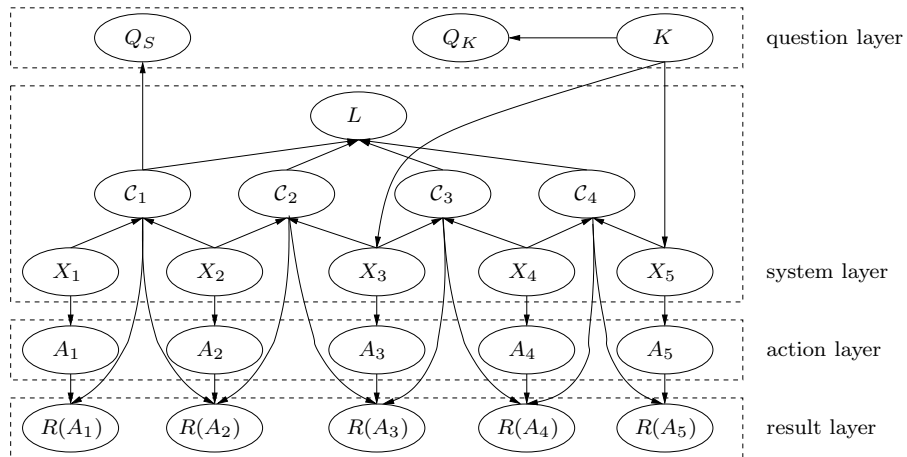 Q_S Q_K K question layer
L
C_1 C_2 C_3 C_4
X_1 X_2 X_3 X_4 X_5 system layer
A_1 A_2 A_3 A_4 A_5 action layer
R(A_1) R(A_2) R(A_3) R(A_4) R(A_5) result layer